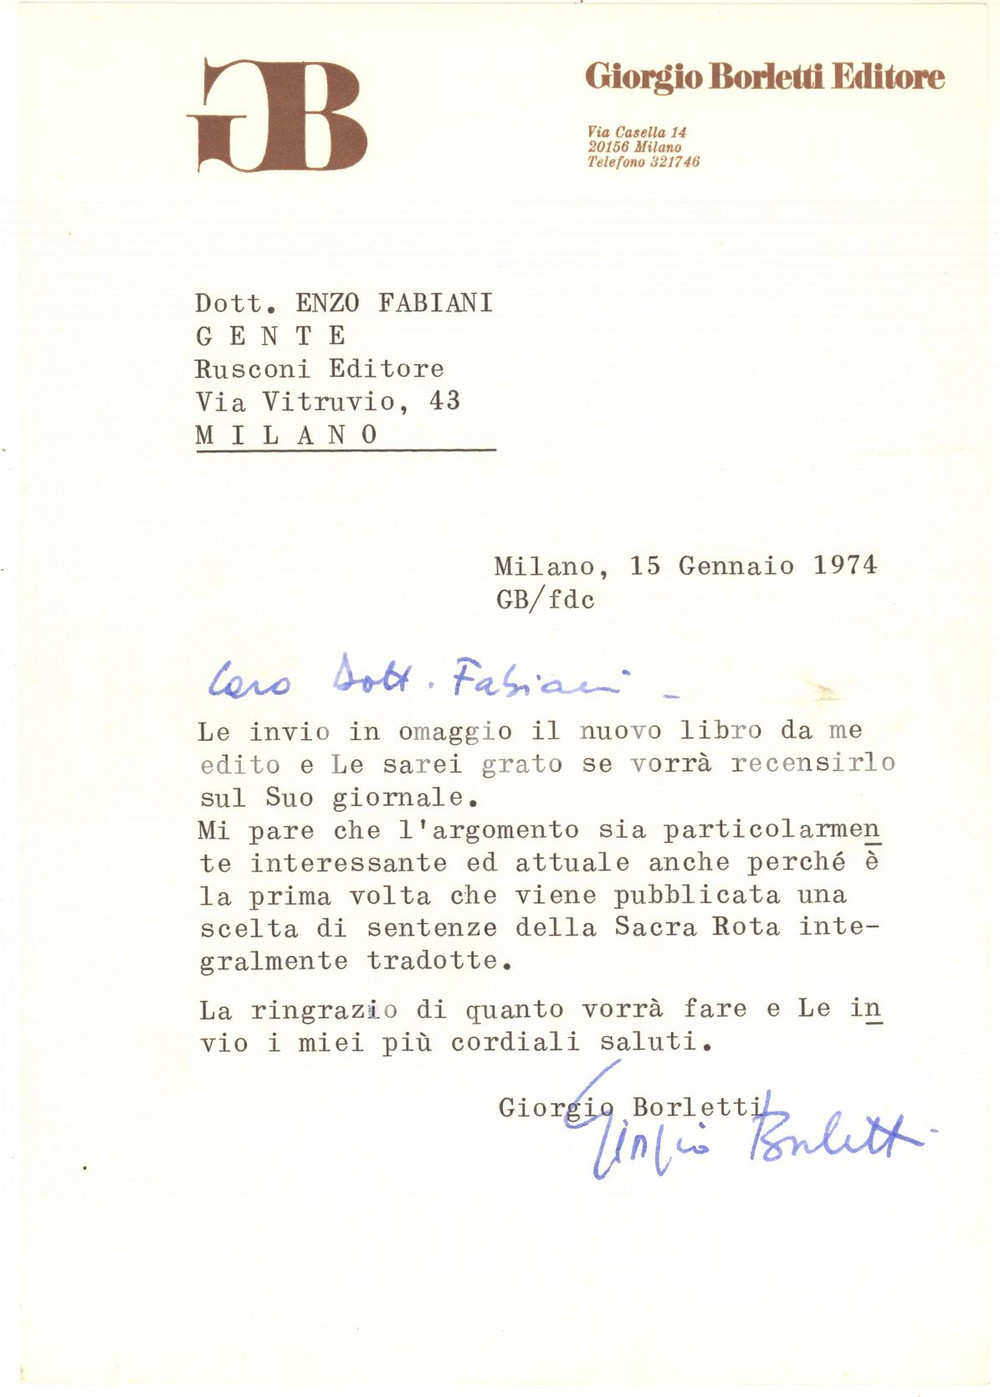 GB
Giorgio Borletti Editore
Via Casella 14
20156 Milano
Telefono 321746
Dott. ENZO FABIANI
G E N T E
Rusconi Editore
Via Vitruvio, 43
M I L A N O
Milano, 15 Gennaio 1974
GB/fdc
Caro Dott. Fabiani -
Le invio in omaggio il nuovo libro da me
edito e Le sarei grato se vorrà recensirlo
sul Suo giornale.
Mi pare che l'argomento sia particolarmen
te interessante ed attuale anche perché è
la prima volta che viene pubblicata una
scelta di sentenze della Sacra Rota inte-
gralmente tradotte.
La ringrazio di quanto vorrà fare e Le in
vio i miei più cordiali saluti.
Giorgio Borletti
Giorgio Borletti